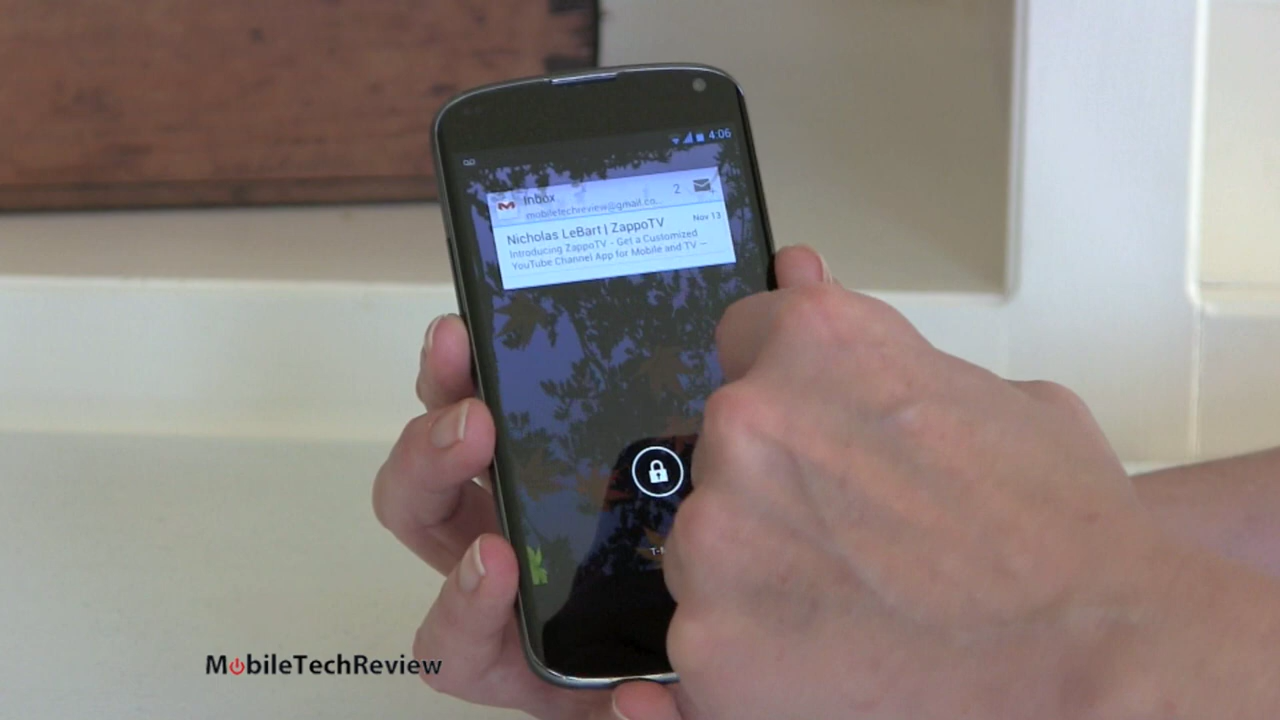 4:06
Inbox
2
mobiletechreview@gmail.co...
Nicholas LeBart | ZappoTV
Nov 13
Introducing ZappoTV - Get a Customized
YouTube Channel App for Mobile and TV –
MobileTechReview